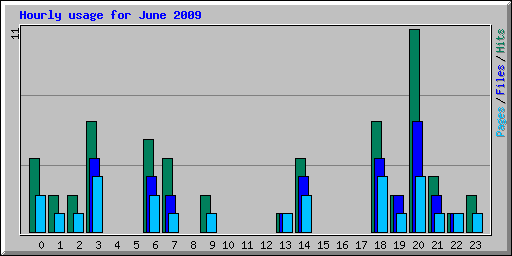 Hourly usage for June 2009
11
Pages / Files / Hits
0 1 2 3 4 5 6 7 8 9 10 11 12 13 14 15 16 17 18 19 20 21 22 23